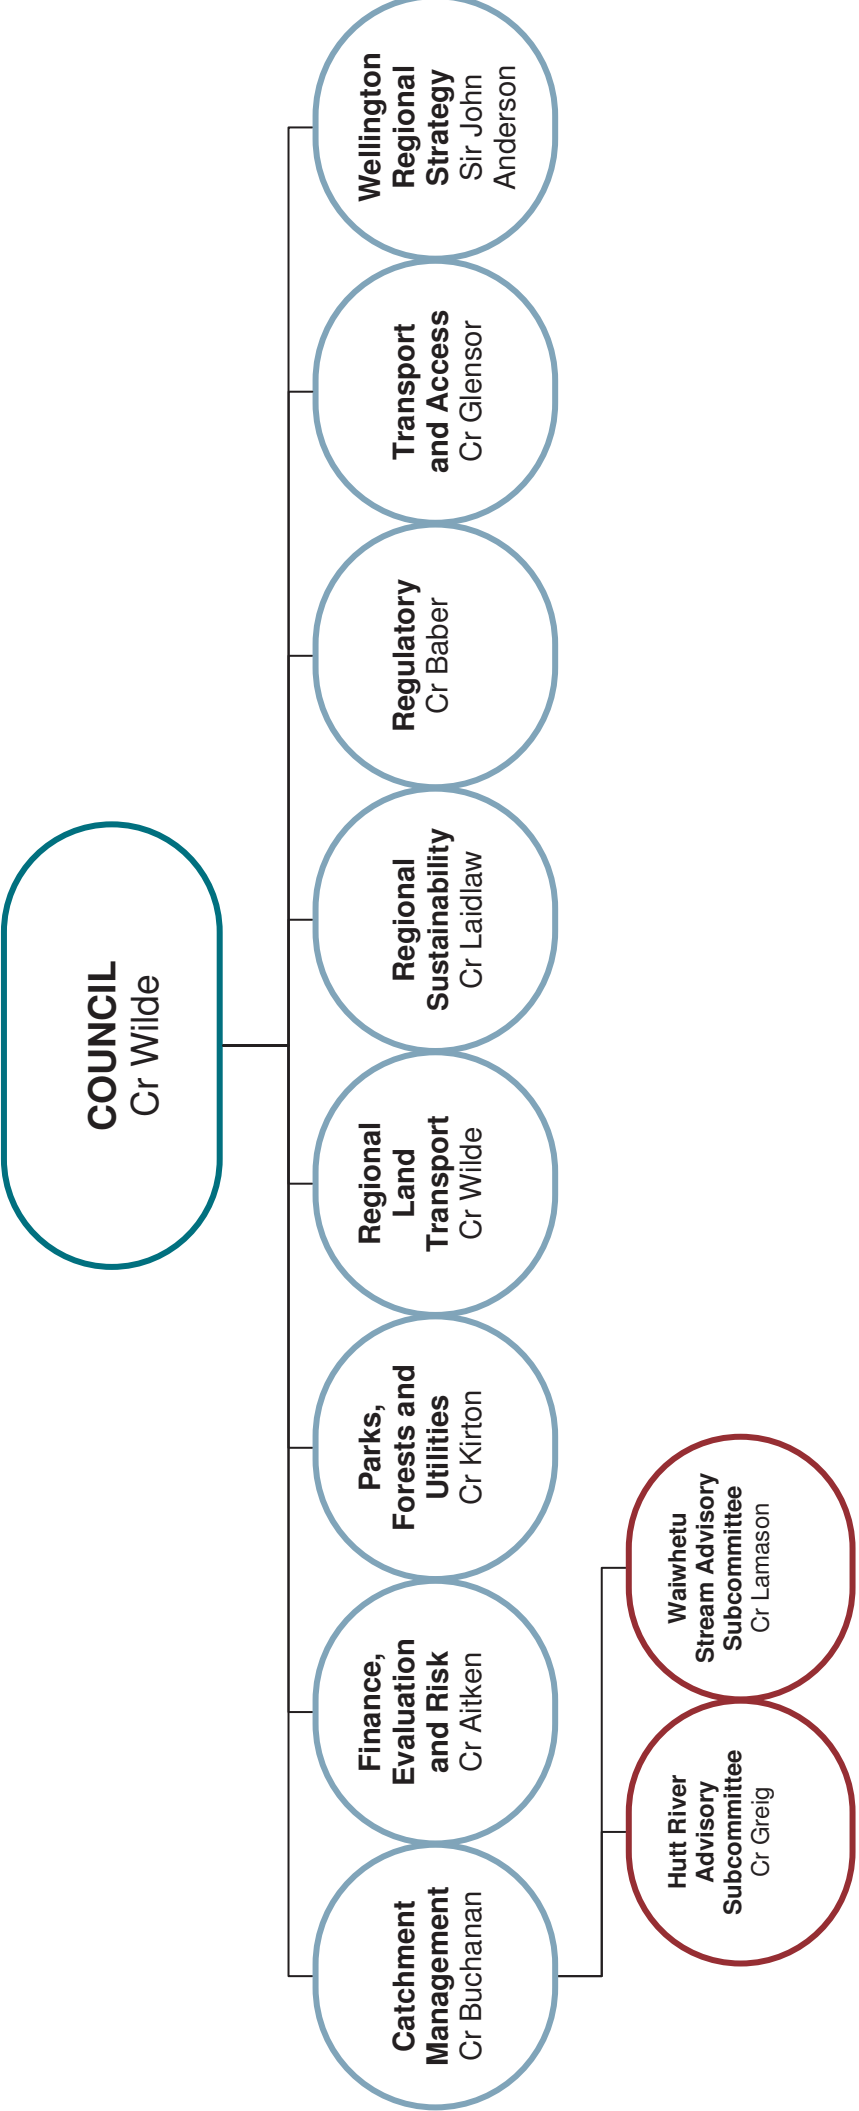 COUNCIL
Cr Wilde
Catchment
Management
Cr Buchanan
Finance,
Evaluation
and Risk
Cr Aitken
Parks,
Forests and
Utilities
Cr Kirton
Regional
Land
Transport
Cr Wilde
Regional
Sustainability
Cr Laidlaw
Regulatory
Cr Baber
Transport
and Access
Cr Glensor
Wellington
Regional
Strategy
Sir John
Anderson
Hutt River
Advisory
Subcommittee
Cr Greig
Waiwhetu
Stream Advisory
Subcommittee
Cr Lamason